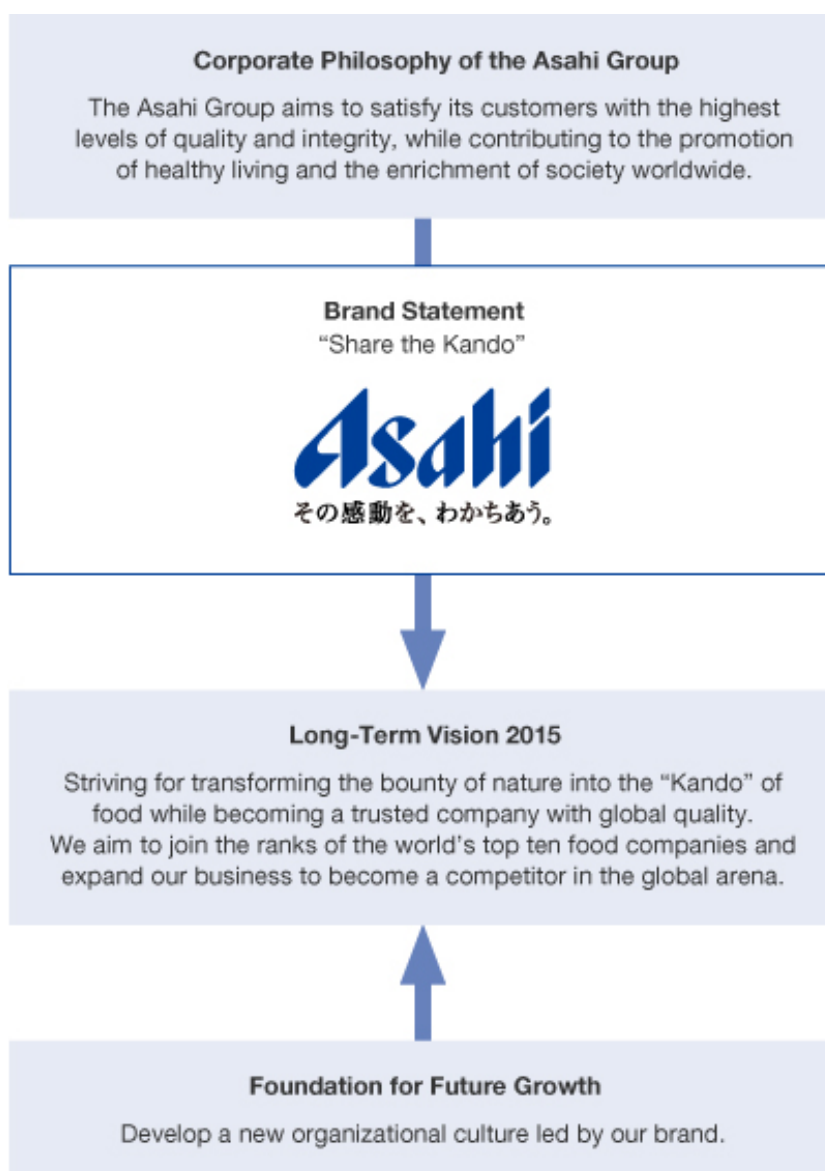 Corporate Philosophy of the Asahi Group
The Asahi Group aims to satisfy its customers with the highest
levels of quality and integrity, while contributing to the promotion
of healthy living and the enrichment of society worldwide.
Brand Statement
“Share the Kando”
Asahi
その感動を、わかちあう。
Long-Term Vision 2015
Striving for transforming the bounty of nature into the “Kando” of
food while becoming a trusted company with global quality.
We aim to join the ranks of the world’s top ten food companies and
expand our business to become a competitor in the global arena.
Foundation for Future Growth
Develop a new organizational culture led by our brand.